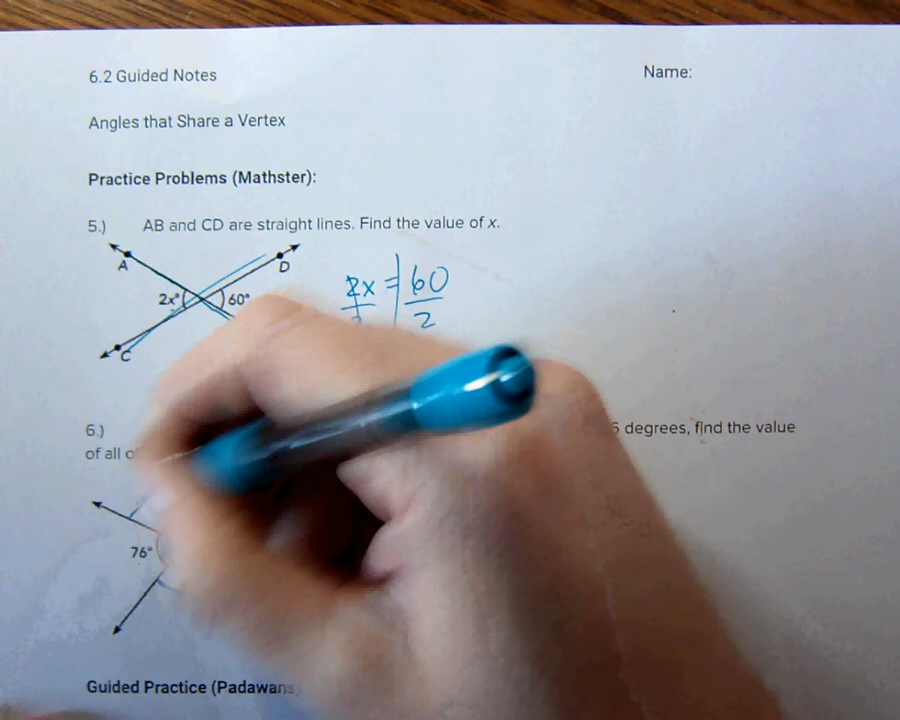 6.2 Guided Notes
Name:
Angles that Share a Vertex
Practice Problems (Mathster):
5.) AB and CD are straight lines. Find the value of x.
A
D
2x°
60°
C
2x = 60
2
6.)
degrees, find the value
of all
76°
Guided Practice (Padawans